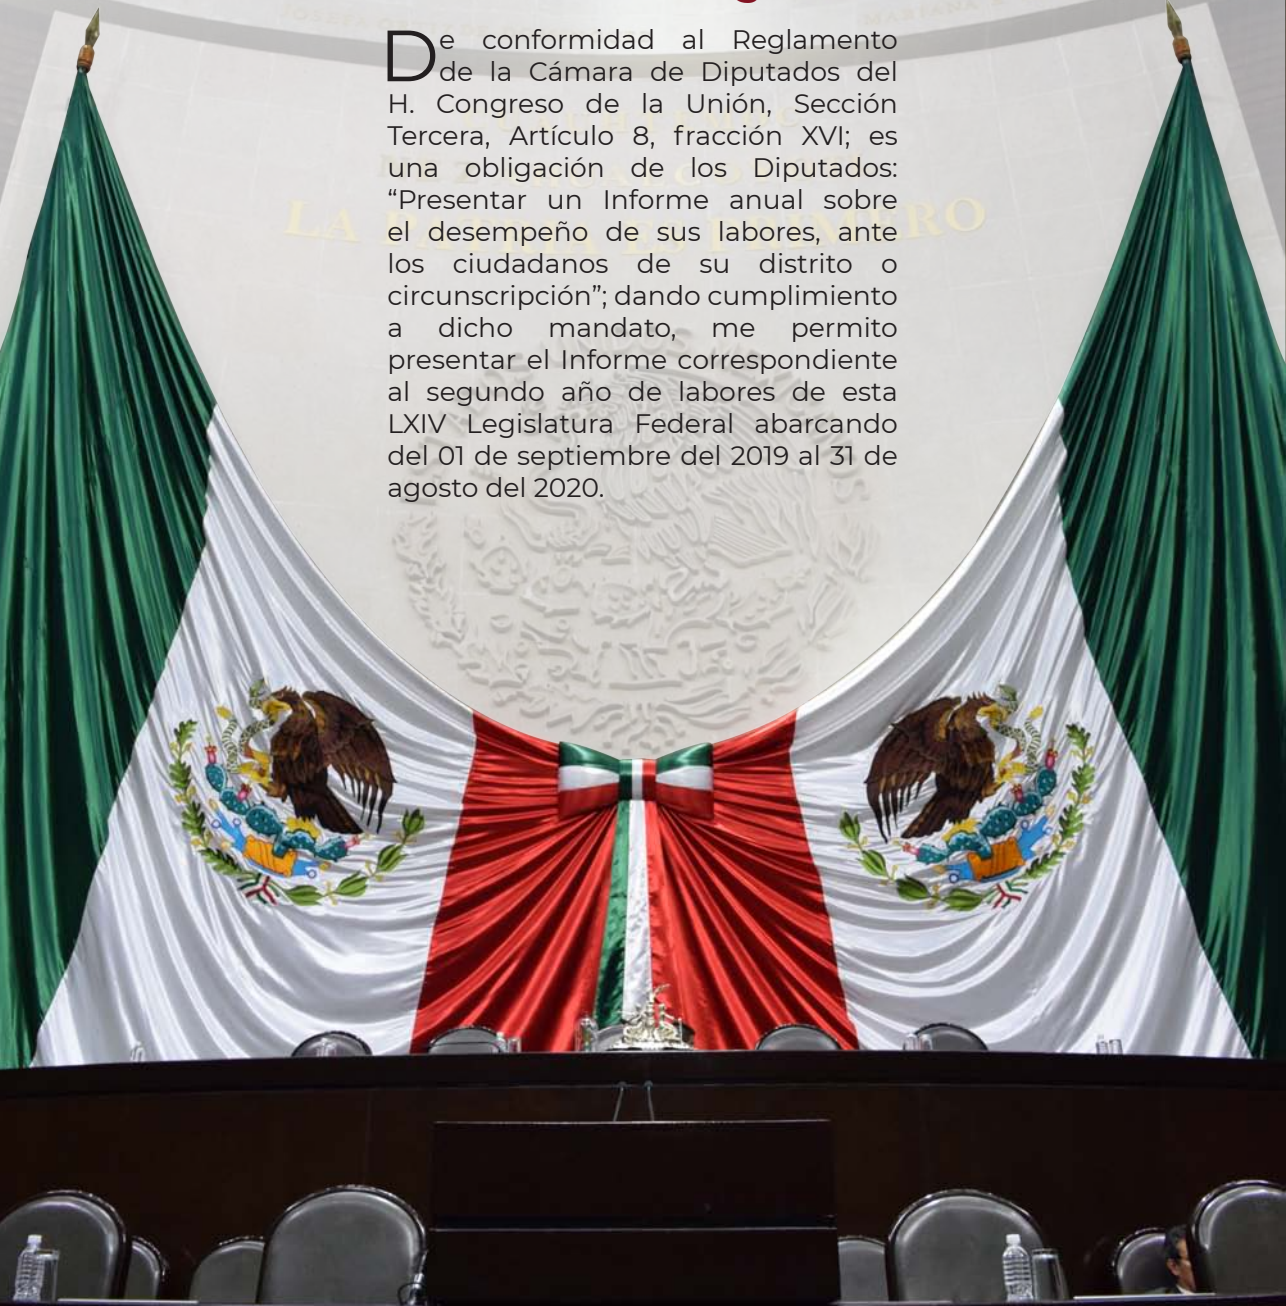 De conformidad al Reglamento
de la Cámara de Diputados del
H. Congreso de la Unión, Sección
Tercera, Artículo 8, fracción XVI; es
una obligación de los Diputados:
“Presentar un Informe anual sobre
el desempeño de sus labores, ante
los ciudadanos de su distrito o
circunscripción”; dando cumplimiento
a dicho mandato, me permito
presentar el Informe correspondiente
al segundo año de labores de esta
LXIV Legislatura Federal abarcando
del 01 de septiembre del 2019 al 31 de
agosto del 2020.
LA PATRIA ES PRIMERO